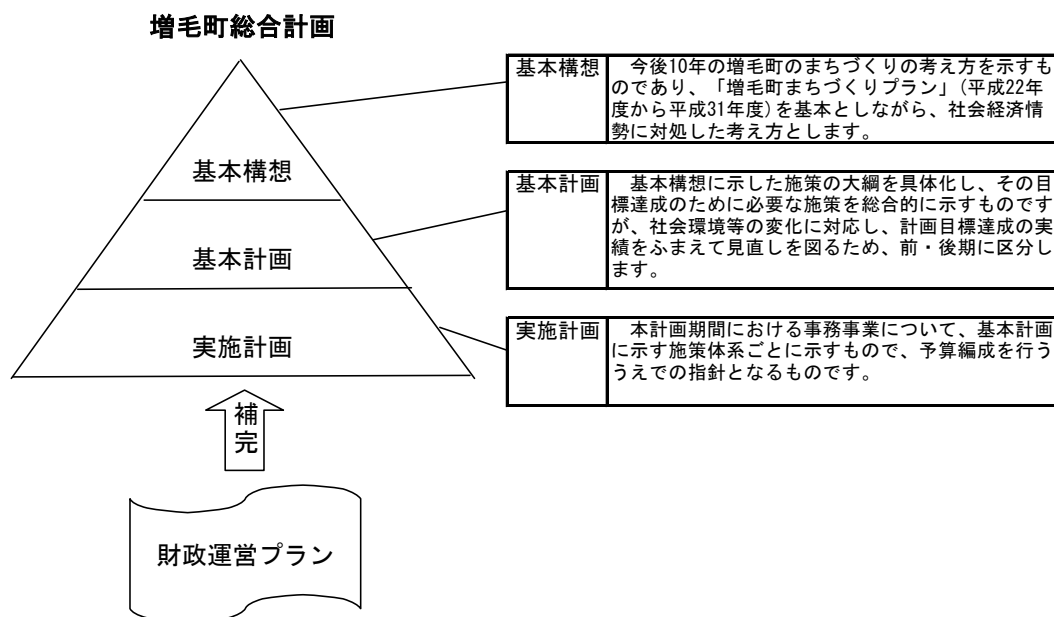 増毛町総合計画
基本構想
基本計画
実施計画
補
完
財政運営プラン
基本構想
今後10年の増毛町のまちづくりの考え方を示すも
のであり、「増毛町まちづくりプラン」(平成22年
度から平成31年度)を基本としながら、社会経済情
勢に対処した考え方とします。
基本計画
基本構想に示した施策の大綱を具体化し、その目
標達成のために必要な施策を総合的に示すものです
が、社会環境等の変化に対応し、計画目標達成の実
績をふまえて見直しを図るため、前・後期に区分し
ます。
実施計画
本計画期間における事務事業について、基本計画
に示す施策体系ごとに示すもので、予算編成を行う
うえでの指針となるものです。